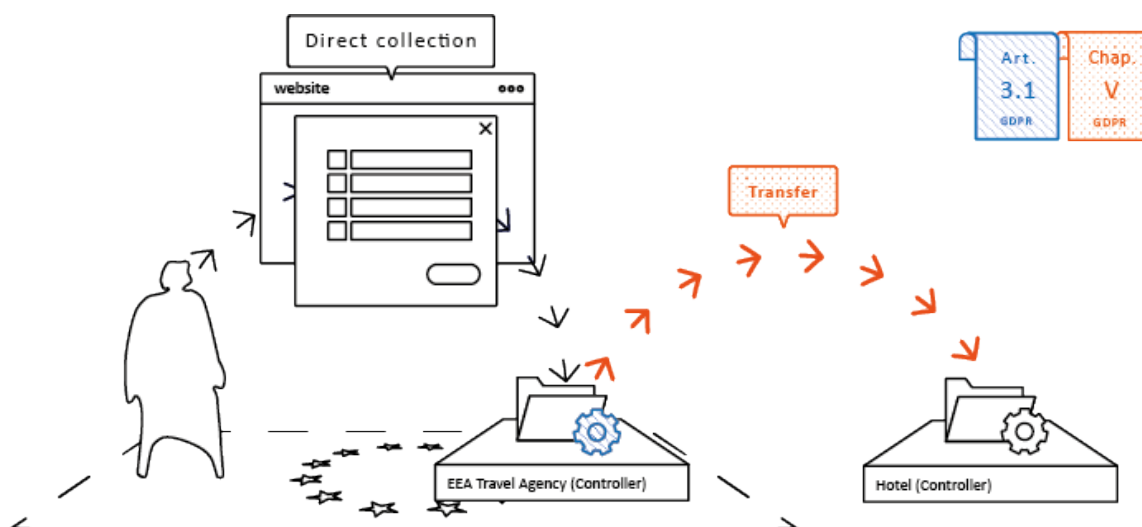 Direct collection
website
Art.
3.1
GDPR
Chap.
V
GDPR
Transfer
EEA Travel Agency (Controller)
Hotel (Controller)